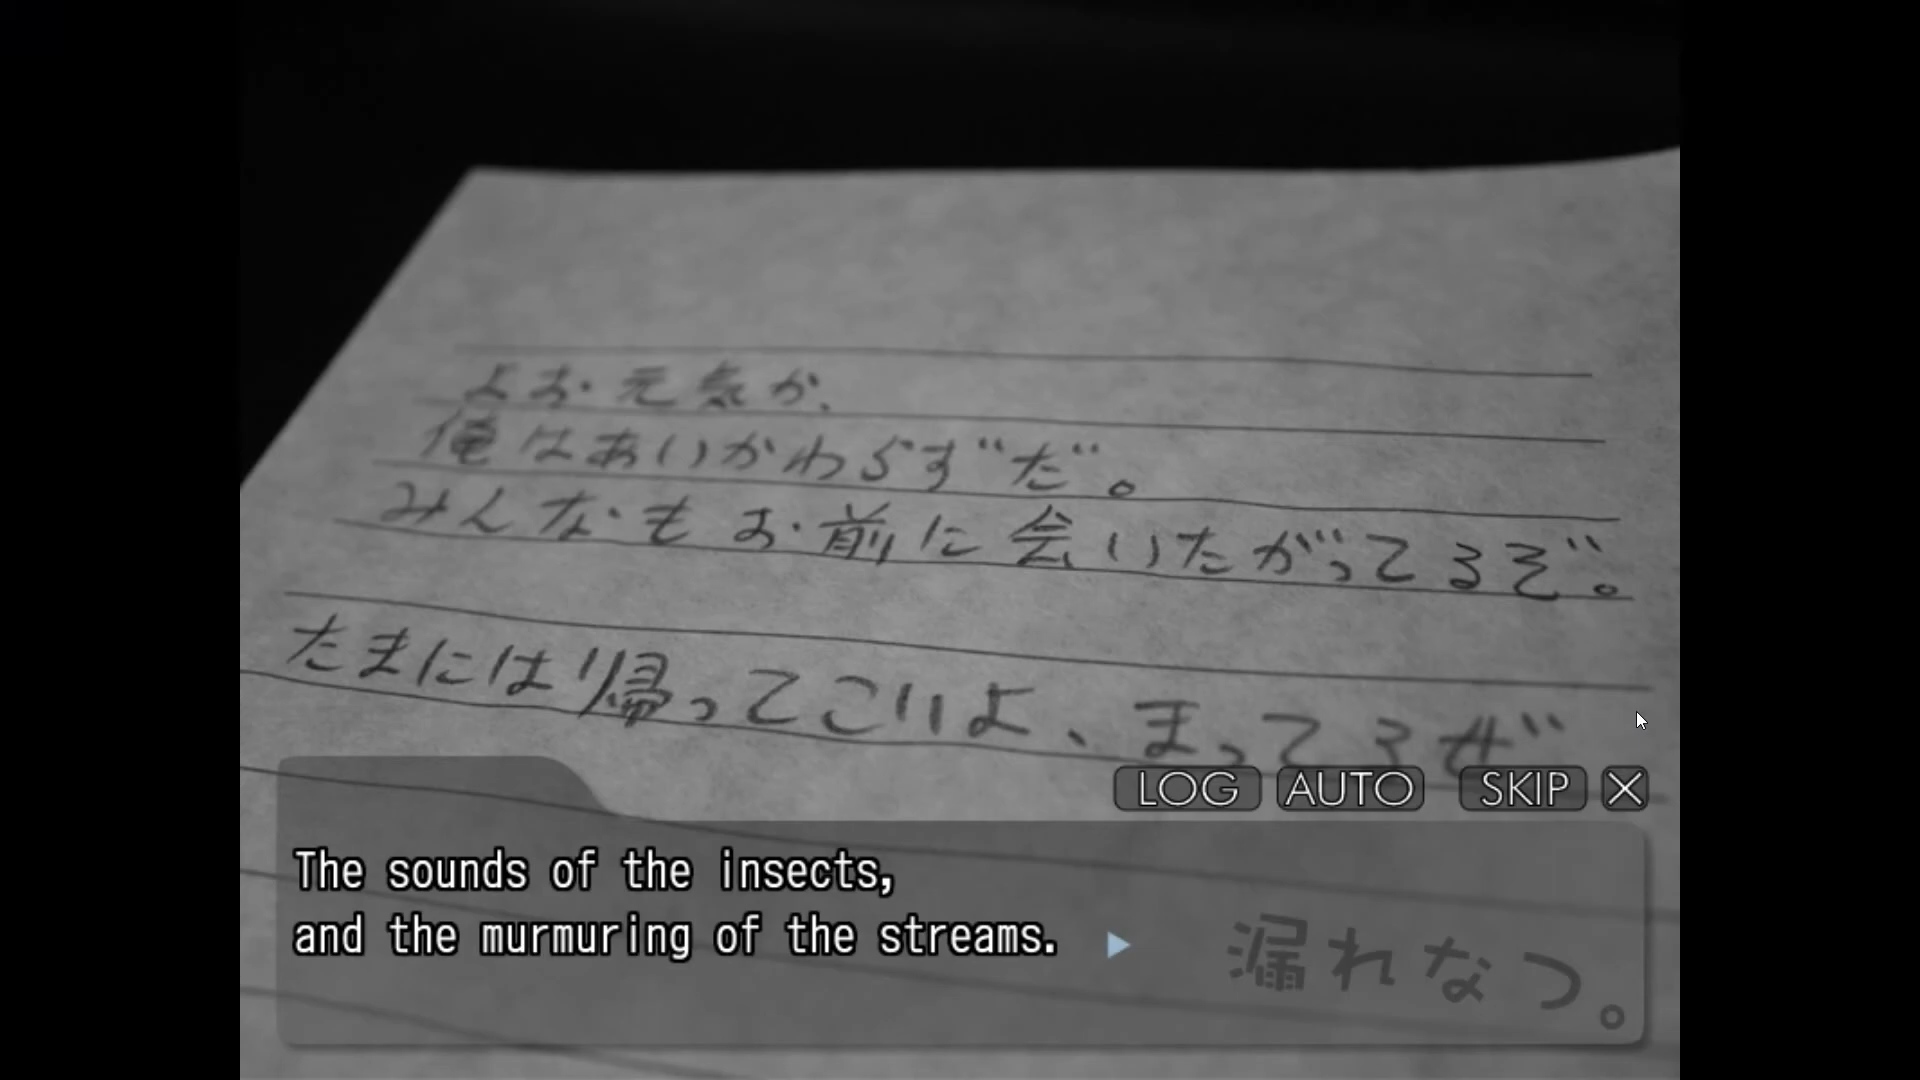 よお、元気か、
俺はあいかわらずだ。
みんなもお前に会いたがってるぞ。
たまには帰ってこいよ、まってるぜ
LOG AUTO SKIP X
The sounds of the insects,
and the murmuring of the streams.
漏れなつ。